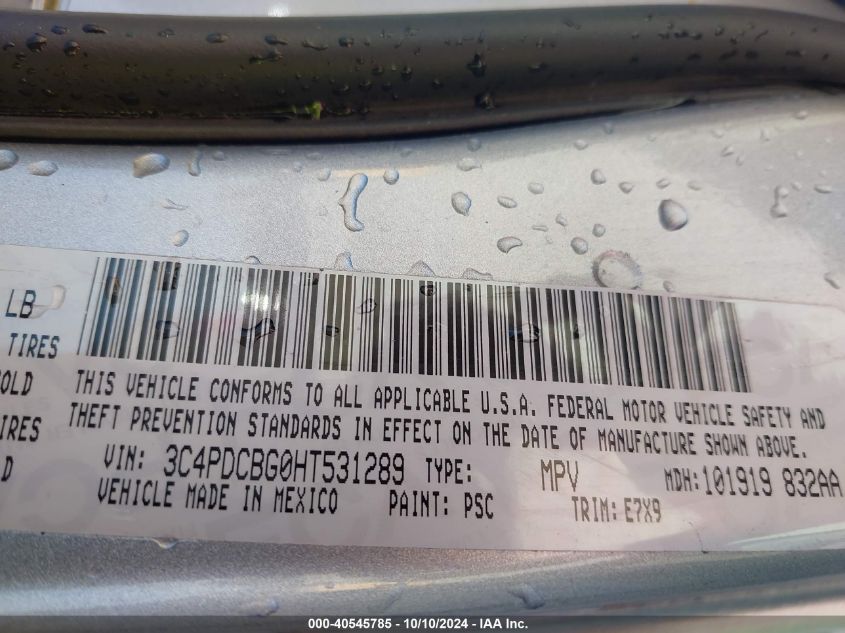 LB
TIRES
OLD
IRES
D
THIS VEHICLE CONFORMS TO ALL APPLICABLE U.S.A. FEDERAL MOTOR VEHICLE SAFETY AND
THEFT PREVENTION STANDARDS IN EFFECT ON THE DATE OF MANUFACTURE SHOWN ABOVE.
VIN: 3C4PDCBG0HT531289 TYPE: MPV MDH:101919 832AA
VEHICLE MADE IN MEXICO PAINT: PSC TRIM: E7X9
000-40545785 - 10/10/2024 - IAA Inc.